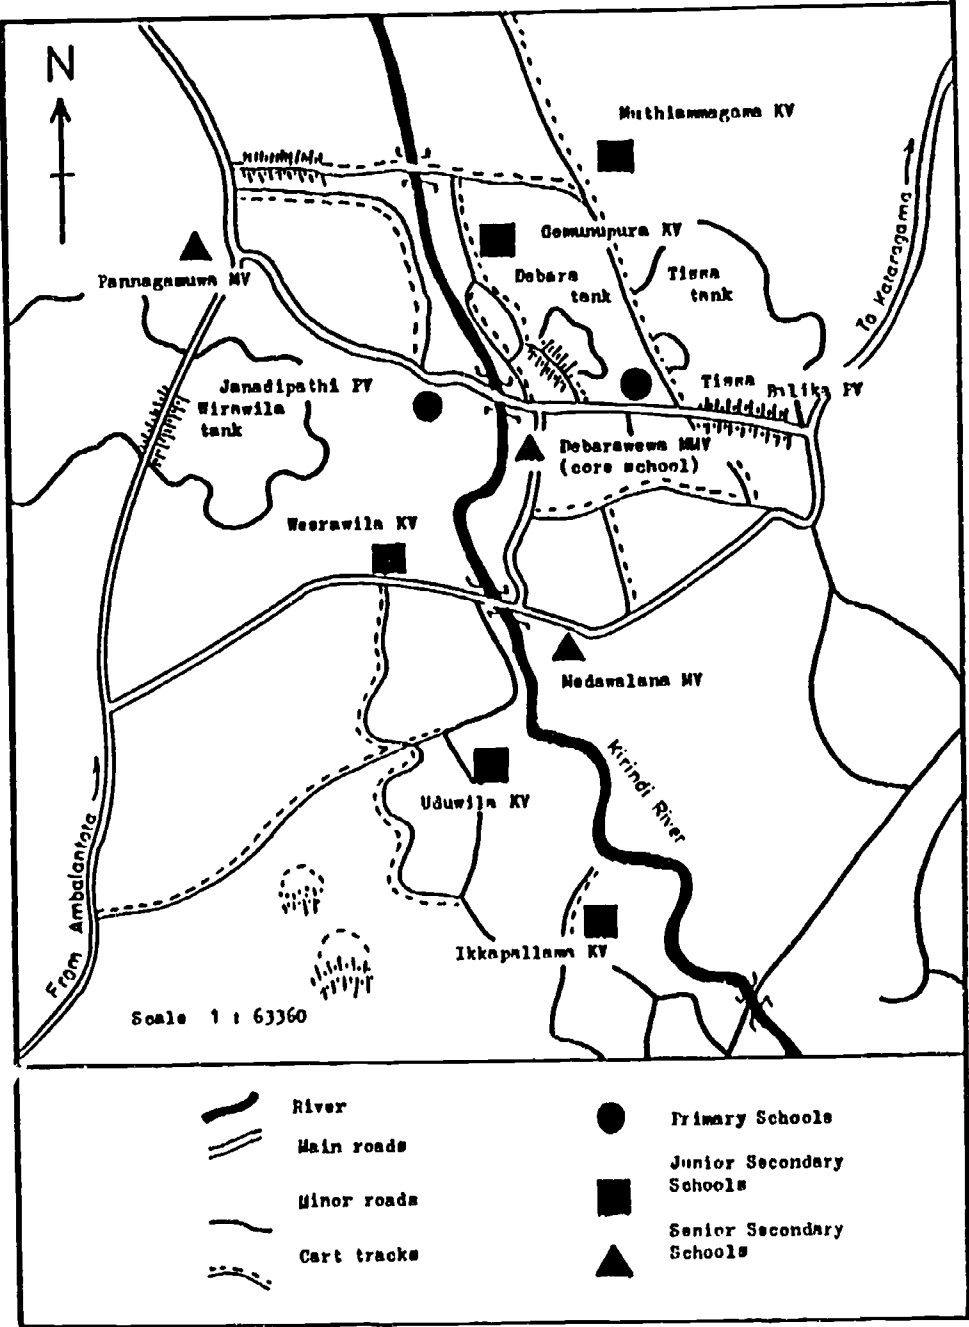 N
Muthiammagama KV
Gemunupura KV
Pannagamuwa MV
Debara
tank
Tissa
tank
To Kataragama
Janadipathi PV
Wirawila
tank
Tissa Balika PV
Debarawewa MMV
(core school)
Weerawila KV
Medawalana MV
Kirindi River
Uduwila KV
From Ambalantota
Ikkapallama KV
Scale 1 : 63360
River
Main roads
Minor roads
Cart tracks
Primary Schools
Junior Secondary
Schools
Senior Secondary
Schools